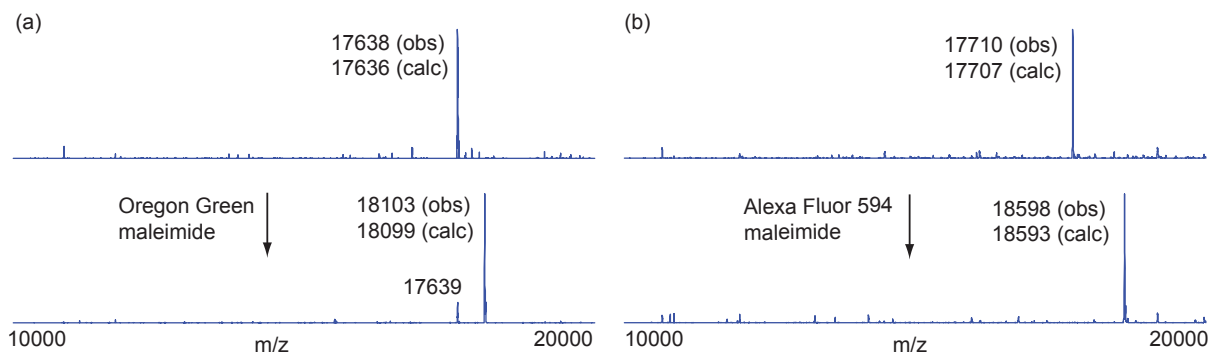 (a)
17638 (obs)
17636 (calc)
Oregon Green
maleimide
18103 (obs)
18099 (calc)
17639
10000
m/z
20000
(b)
17710 (obs)
17707 (calc)
Alexa Fluor 594
maleimide
18598 (obs)
18593 (calc)
10000
m/z
20000